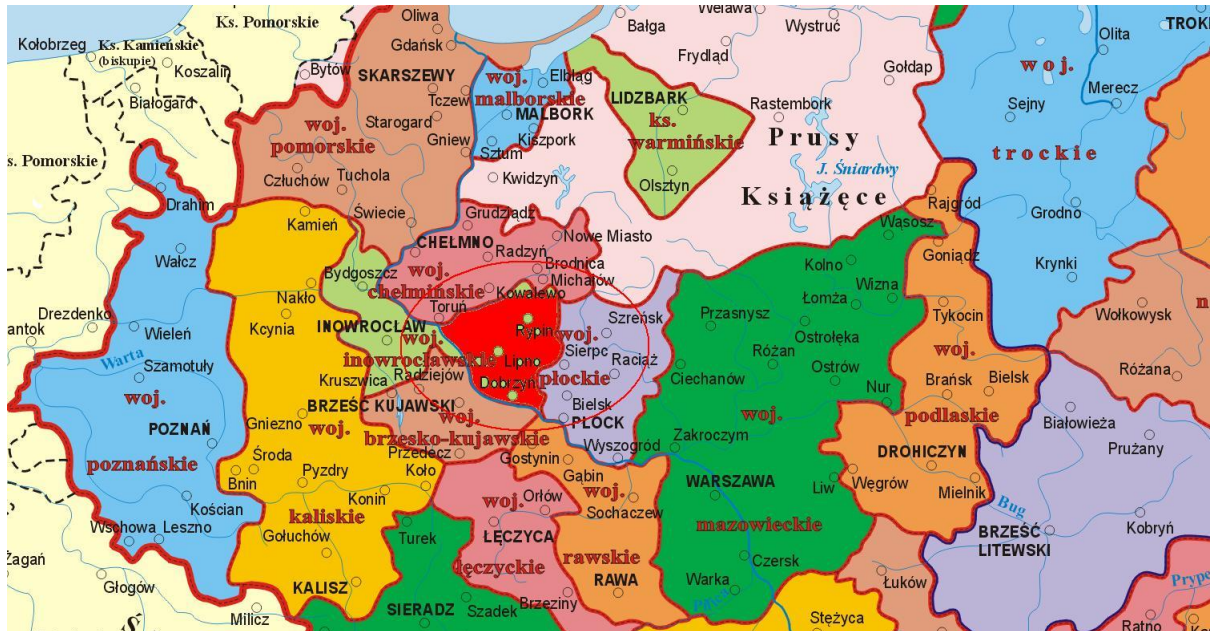 Oliwa
Ks. Pomorskie
Gdańsk
Kołobrzeg
Ks. Kamieńskie
(biskupie)
Koszalin
Białogard
Bytów
SKARSZEWY
Tczew
Starogard
Gniew
woj.
pomorskie
Człuchów
Tuchola
Świecie
woj.
malborskie
Elbląg
MALBORK
Kiszpork
Sztum
Kwidzyn
Bałga
Frydląd
Wystruć
Gołdap
LIDZBARK
ks.
warmińskie
Olsztyn
Rastembork
Prusy
Książęce
J. Śniardwy
Olita
woj.
Merecz
Sejny
trockie
Grodno
Krynki
s. Pomorskie
Drahim
Kamień
Wałcz
Drezdenko
antok
Wieleń
Warta
Szamotuły
woj.
POZNAŃ
poznańskie
Kościan
Wschowa
Leszno
Żagań
Głogów
Milicz
Nakło
Kcynia
Bydgoszcz
INOWROCŁAW
woj.
inowrocławskie
Kruszwica
Radziejów
BRZEŚĆ KUJAWSKI
woj.
brzesko-kujawskie
Przedecz
Gniezno
woj.
Środa
Bnin
Pyzdry
Koło
Konin
kaliskie
Gołuchów
KALISZ
Turek
SIERADZ
Szadek
Grudziądz
CHEŁMNO
Radzyń
Nowe Miasto
Brodnica
Michałów
woj.
chełmińskie
Kowalewo
Toruń
Rypin
Lipno
Dobrzyń
Szreńsk
woj.
Sierpc
Raciąż
płockie
Bielsk
PŁOCK
Wyszogród
Gostynin
Gąbin
woj.
Orłów
ŁĘCZYCA
łęczyckie
Brzeziny
woj.
Sochaczew
rawskie
RAWA
Rajgród
Wąsosz
Goniądz
Kolno
Wizna
Łomża
Przasnysz
Ostrołęka
Różan
Ciechanów
Ostrów
Nur
woj.
Zakroczym
WARSZAWA
Liw
mazowieckie
Czersk
Warka
Tykocin
woj.
Brańsk
Bielsk
podlaskie
DROHICZYN
Węgrów
Mielnik
Łuków
Stężyca
Wołkowysk
Różana
Białowieża
Prużany
Bug
BRZEŚĆ
LITEWSKI
Kobryń
Ratno